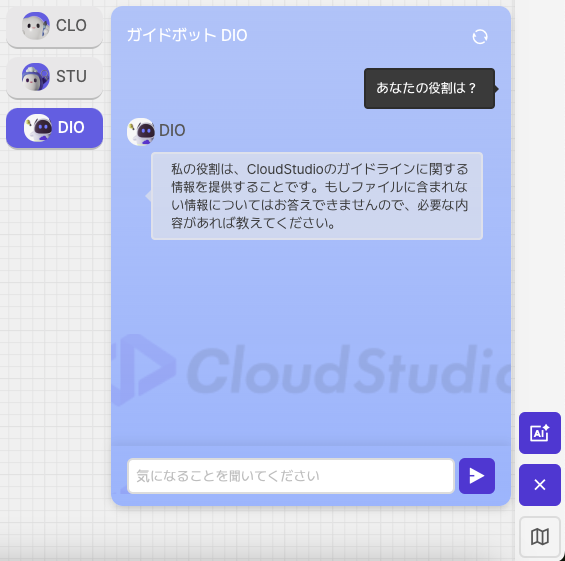 CLO
STU
DIO
ガイドボット DIO
あなたの役割は？
DIO
私の役割は、CloudStudioのガイドラインに関する
情報を提供することです。もしファイルに含まれな
い情報についてはお答えできませんので、必要な内
容があれば教えてください。
CloudStudio
気になることを聞いてください
AI